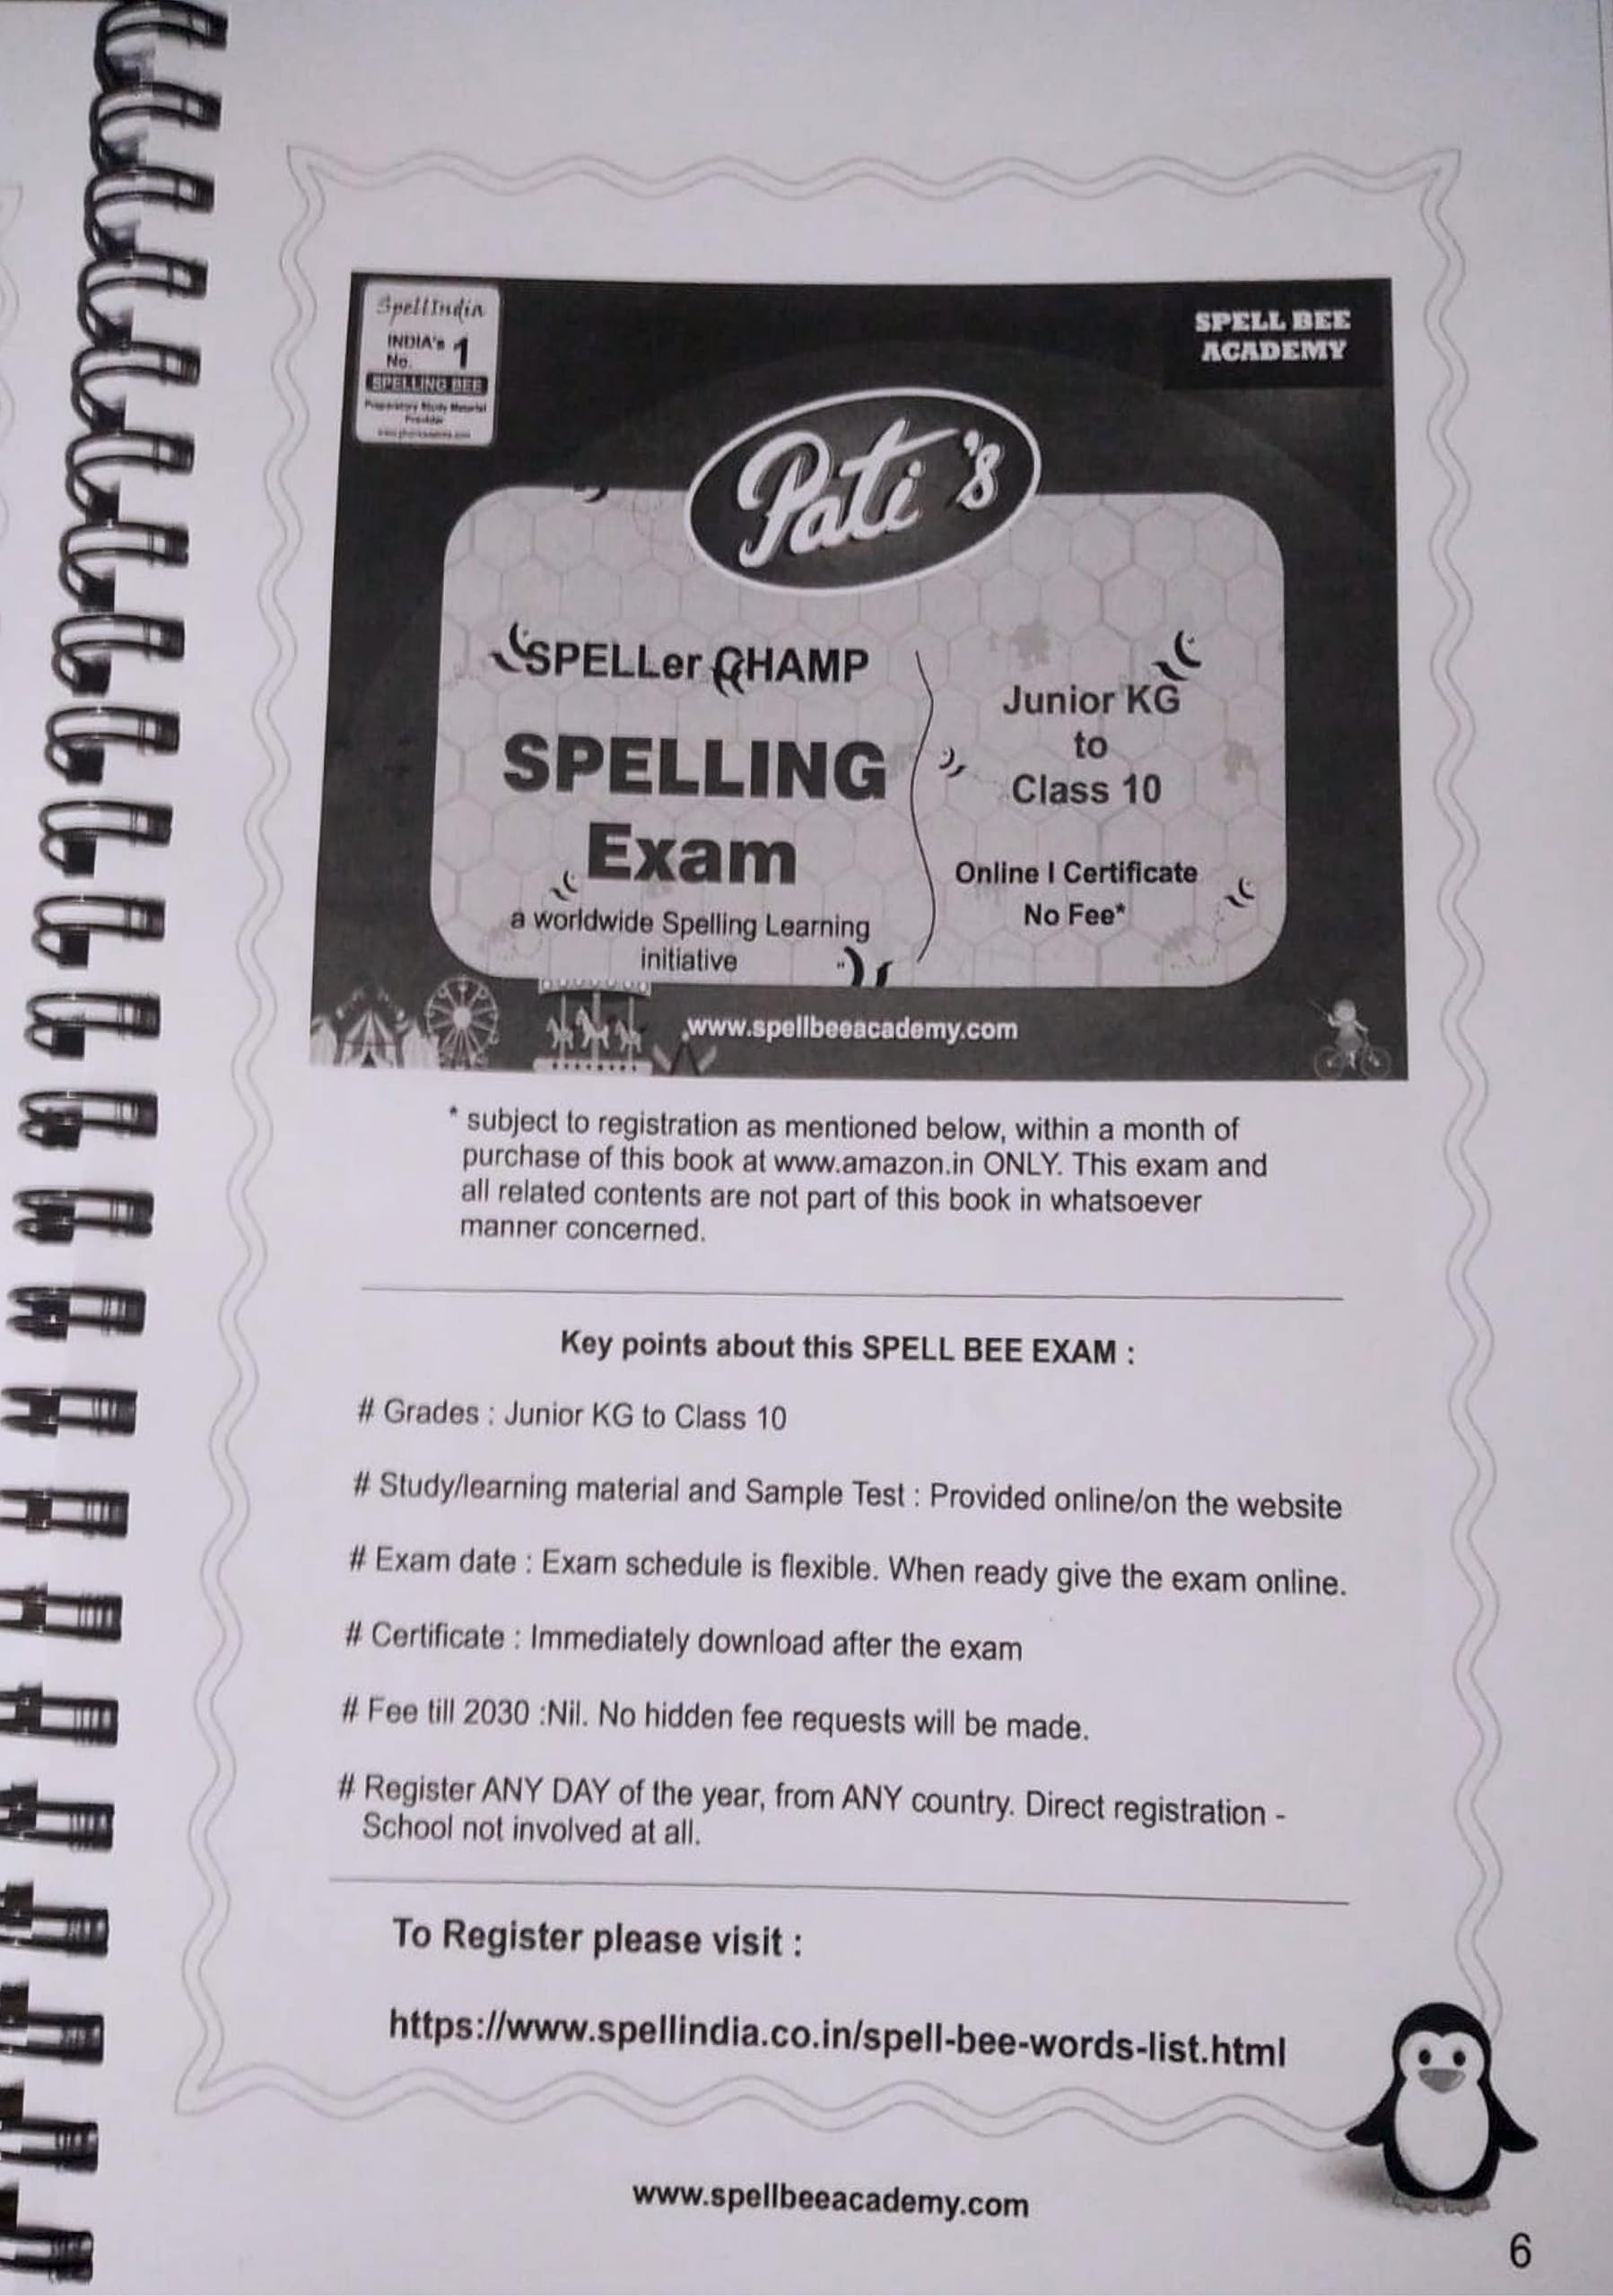 SpellIndia
INDIA's
No. 1
SPELLING BEE
Preparatory Study Material
Provider
SPELL BEE
ACADEMY
Pati's
SPELLer CHAMP
SPELLING
Exam
a worldwide Spelling Learning
initiative
Junior KG
to
Class 10
Online I Certificate
No Fee*
www.spellbeeacademy.com
* subject to registration as mentioned below, within a month of
purchase of this book at www.amazon.in ONLY. This exam and
all related contents are not part of this book in whatsoever
manner concerned.
Key points about this SPELL BEE EXAM :
# Grades : Junior KG to Class 10
# Study/learning material and Sample Test : Provided online/on the website
# Exam date : Exam schedule is flexible. When ready give the exam online.
# Certificate : Immediately download after the exam
# Fee till 2030 :Nil. No hidden fee requests will be made.
# Register ANY DAY of the year, from ANY country. Direct registration -
School not involved at all.
To Register please visit :
https://www.spellindia.co.in/spell-bee-words-list.html
www.spellbeeacademy.com
6